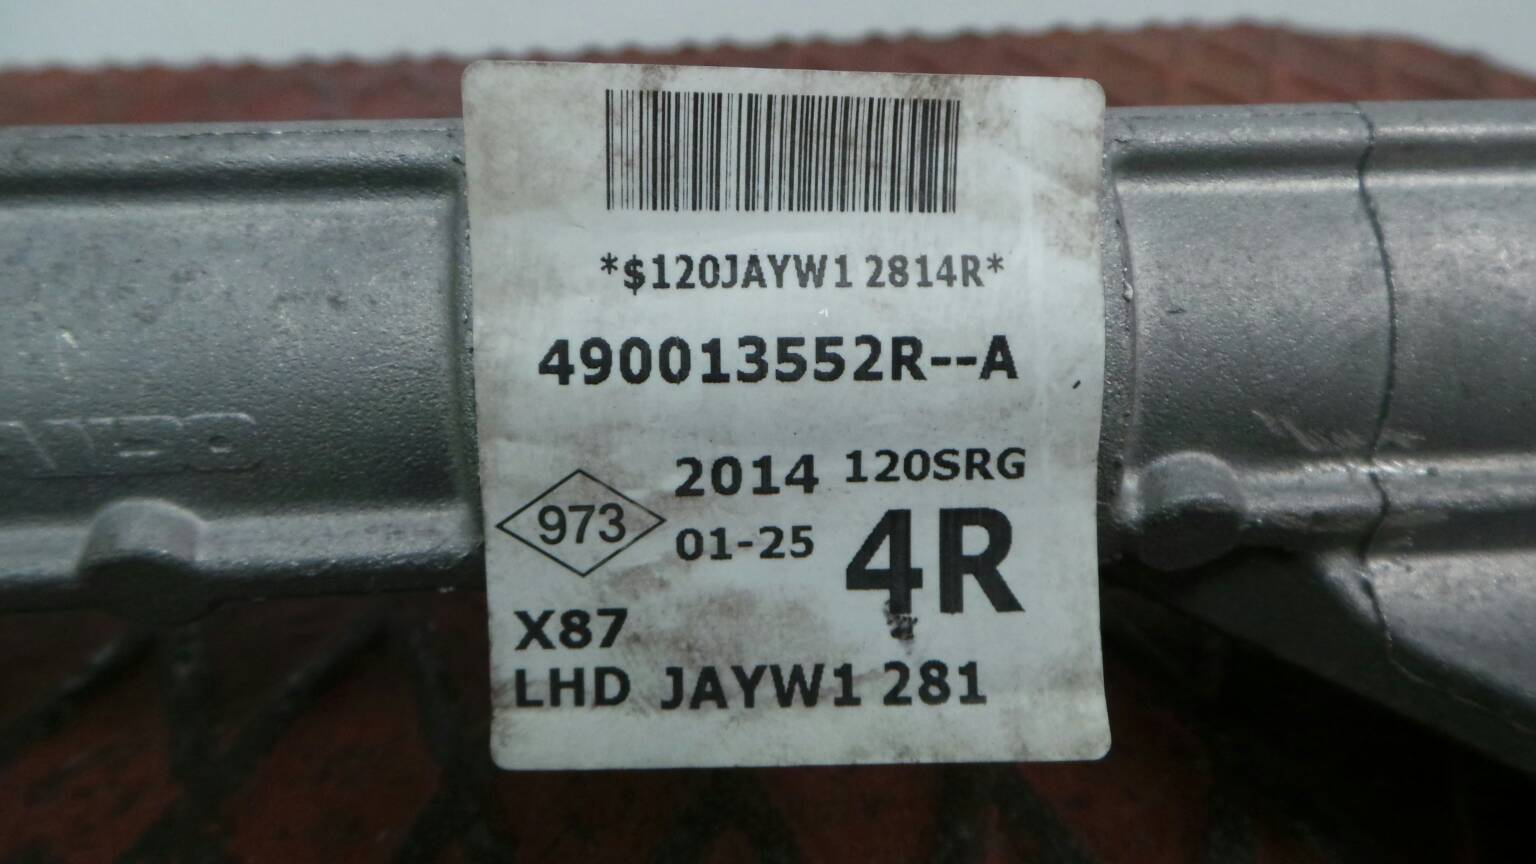 *$120JAYW1 2814R*
490013552R--A
2014 120SRG
973
01-25
4R
X87
LHD JAYW1 281